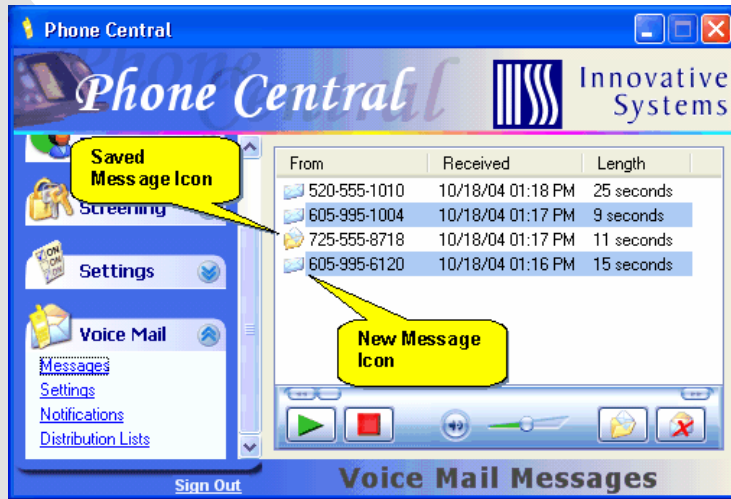 Phone Central
Phone Central
Innovative
Systems
Saved
Message Icon
Screening
Settings
Voice Mail
Messages
Settings
Notifications
Distribution Lists
Sign Out
From Received Length
520-555-1010 10/18/04 01:18 PM 25 seconds
605-995-1004 10/18/04 01:17 PM 9 seconds
725-555-8718 10/18/04 01:17 PM 11 seconds
605-995-6120 10/18/04 01:16 PM 15 seconds
New Message
Icon
Voice Mail Messages